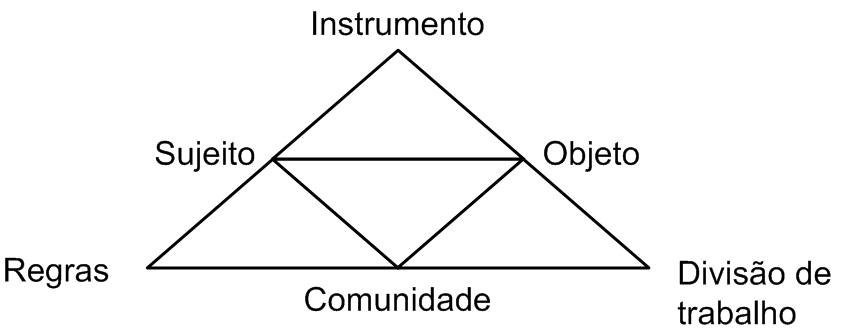 Instrumento
Sujeito
Objeto
Regras
Comunidade
Divisão de
trabalho